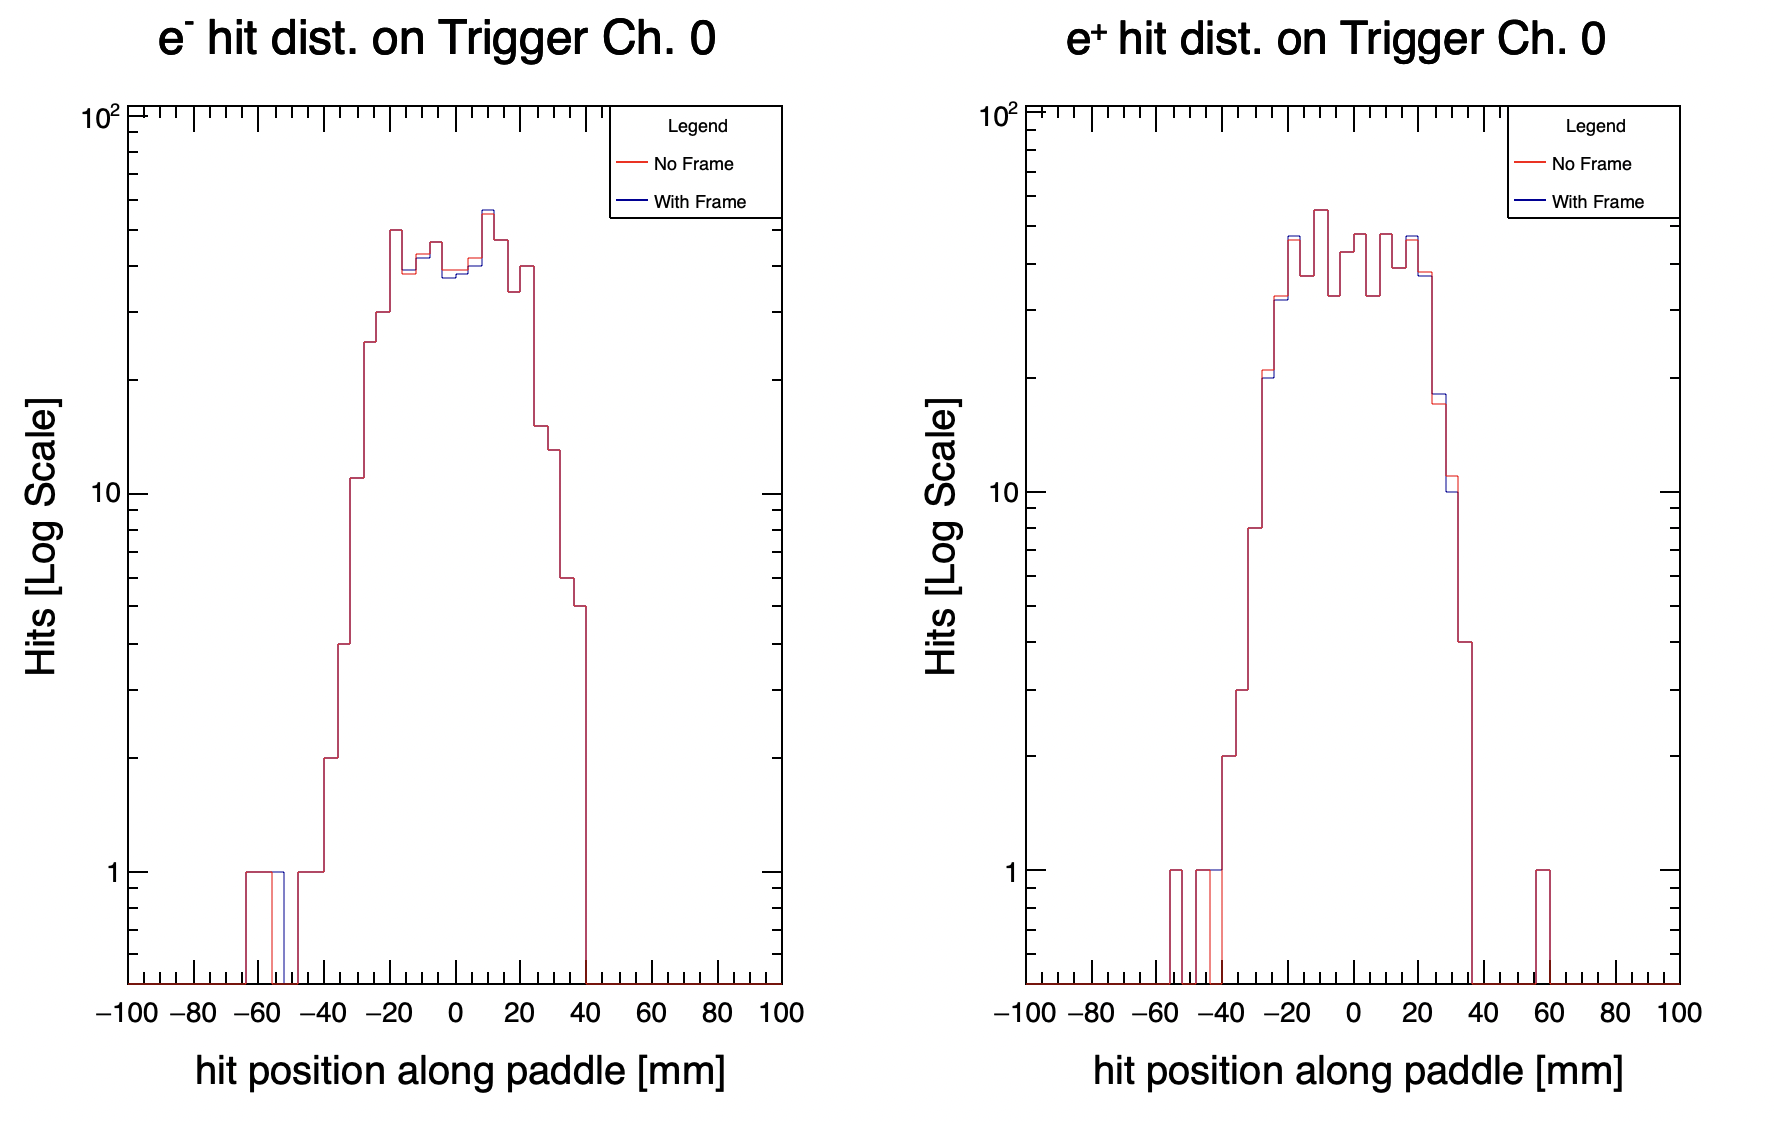 e- hit dist. on Trigger Ch. 0
Legend
No Frame
With Frame
10²
10
1
Hits [Log Scale]
−100 −80 −60 −40 −20 0 20 40 60 80 100
hit position along paddle [mm]
e+ hit dist. on Trigger Ch. 0
Legend
No Frame
With Frame
10²
10
1
Hits [Log Scale]
−100 −80 −60 −40 −20 0 20 40 60 80 100
hit position along paddle [mm]